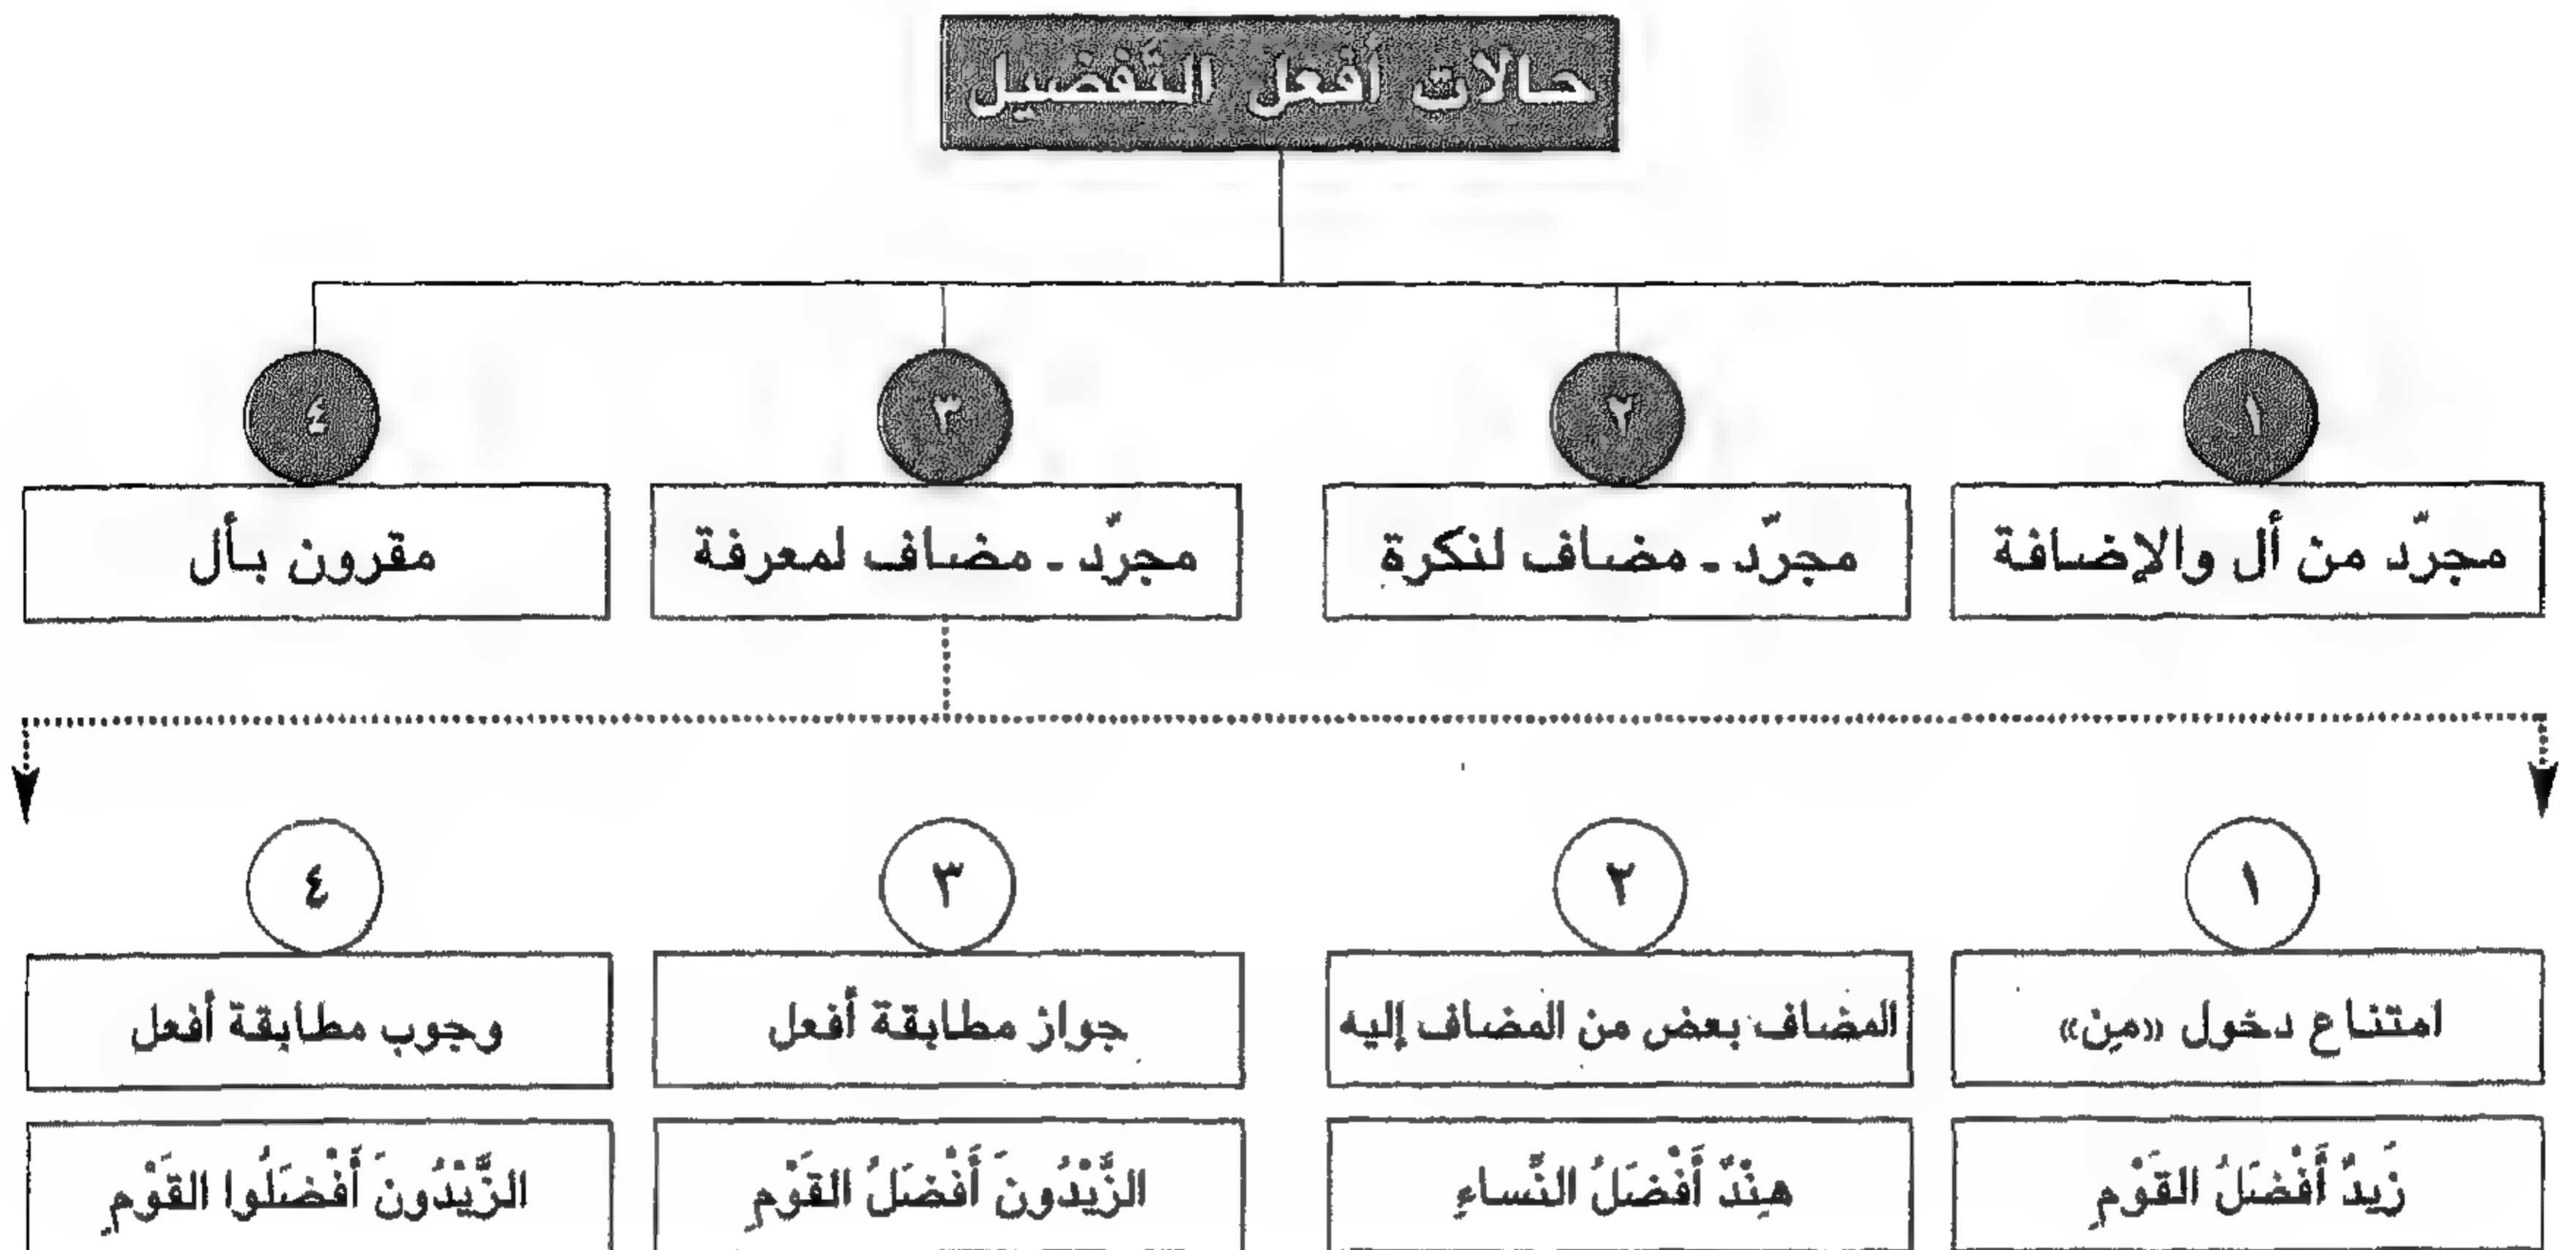 حالات أفعل التّفضيل
١
٢
٣
٤
مجرّد من أل والإضافة
مجرّد - مضاف لنكرة
مجرّد - مضاف لمعرفة
مقرون بأل
١
٢
٣
٤
امتناع دخول «مِن»
المضاف بعض من المضاف إليه
جواز مطابقة أفعل
وجوب مطابقة أفعل
زَيدٌ أَفْضَلُ القَوْمِ
هِنْدٌ أَفْضَلُ النِّساءِ
الزَّيْدُونَ أَفْضَلُ القَوْمِ
الزَّيْدُونَ أَفْضَلُوا القَوْمِ